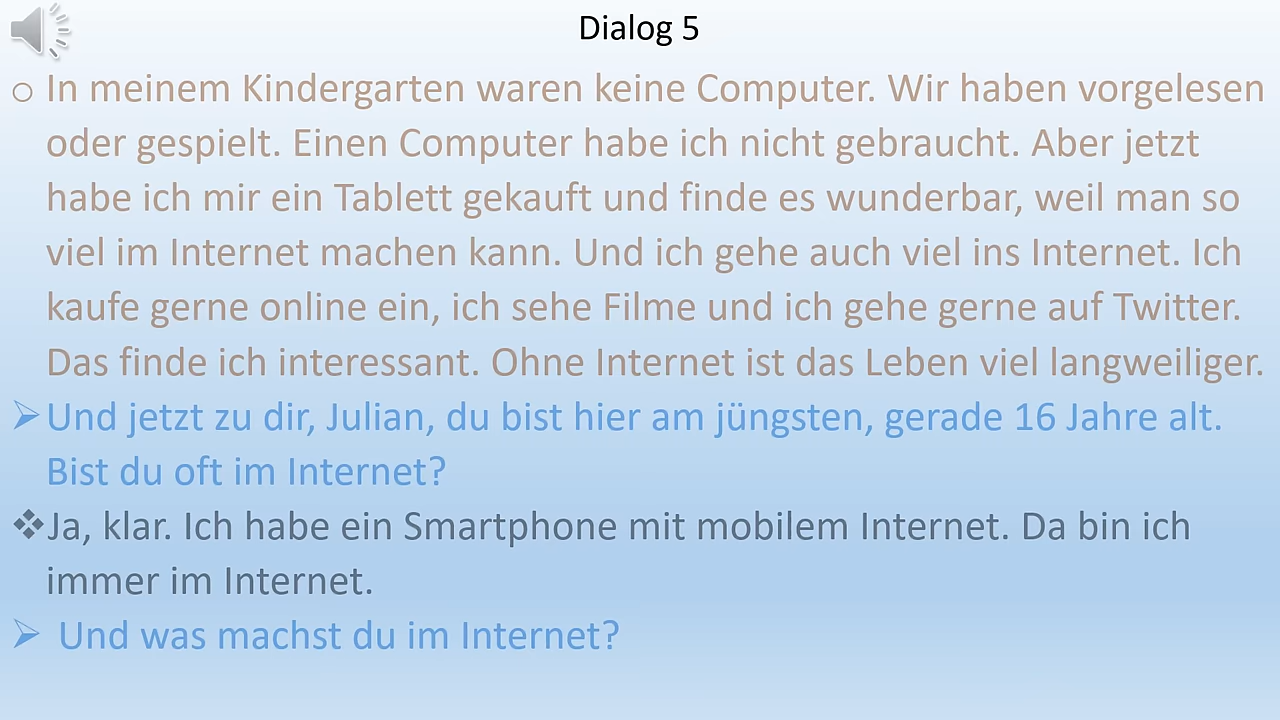 Dialog 5
In meinem Kindergarten waren keine Computer. Wir haben vorgelesen
oder gespielt. Einen Computer habe ich nicht gebraucht. Aber jetzt
habe ich mir ein Tablett gekauft und finde es wunderbar, weil man so
viel im Internet machen kann. Und ich gehe auch viel ins Internet. Ich
kaufe gerne online ein, ich sehe Filme und ich gehe gerne auf Twitter.
Das finde ich interessant. Ohne Internet ist das Leben viel langweiliger.
Und jetzt zu dir, Julian, du bist hier am jüngsten, gerade 16 Jahre alt.
Bist du oft im Internet?
Ja, klar. Ich habe ein Smartphone mit mobilem Internet. Da bin ich
immer im Internet.
Und was machst du im Internet?